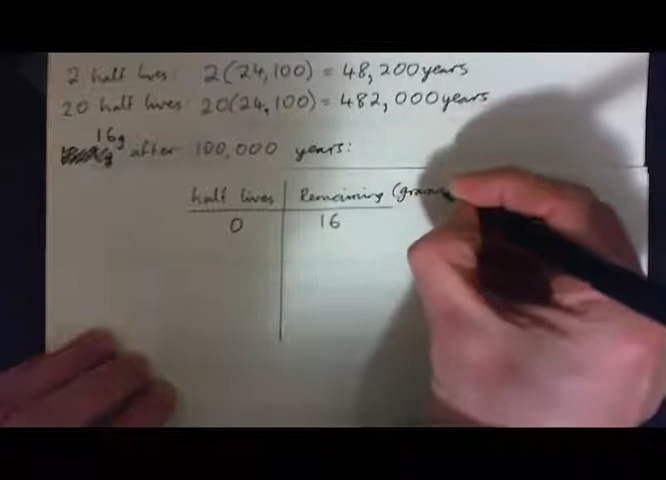 2 half lives: 2(24,100) = 48,200 years
20 half lives: 20(24,100) = 482,000 years
16g
after 100,000 years:
half lives Remaining (grams
0 16